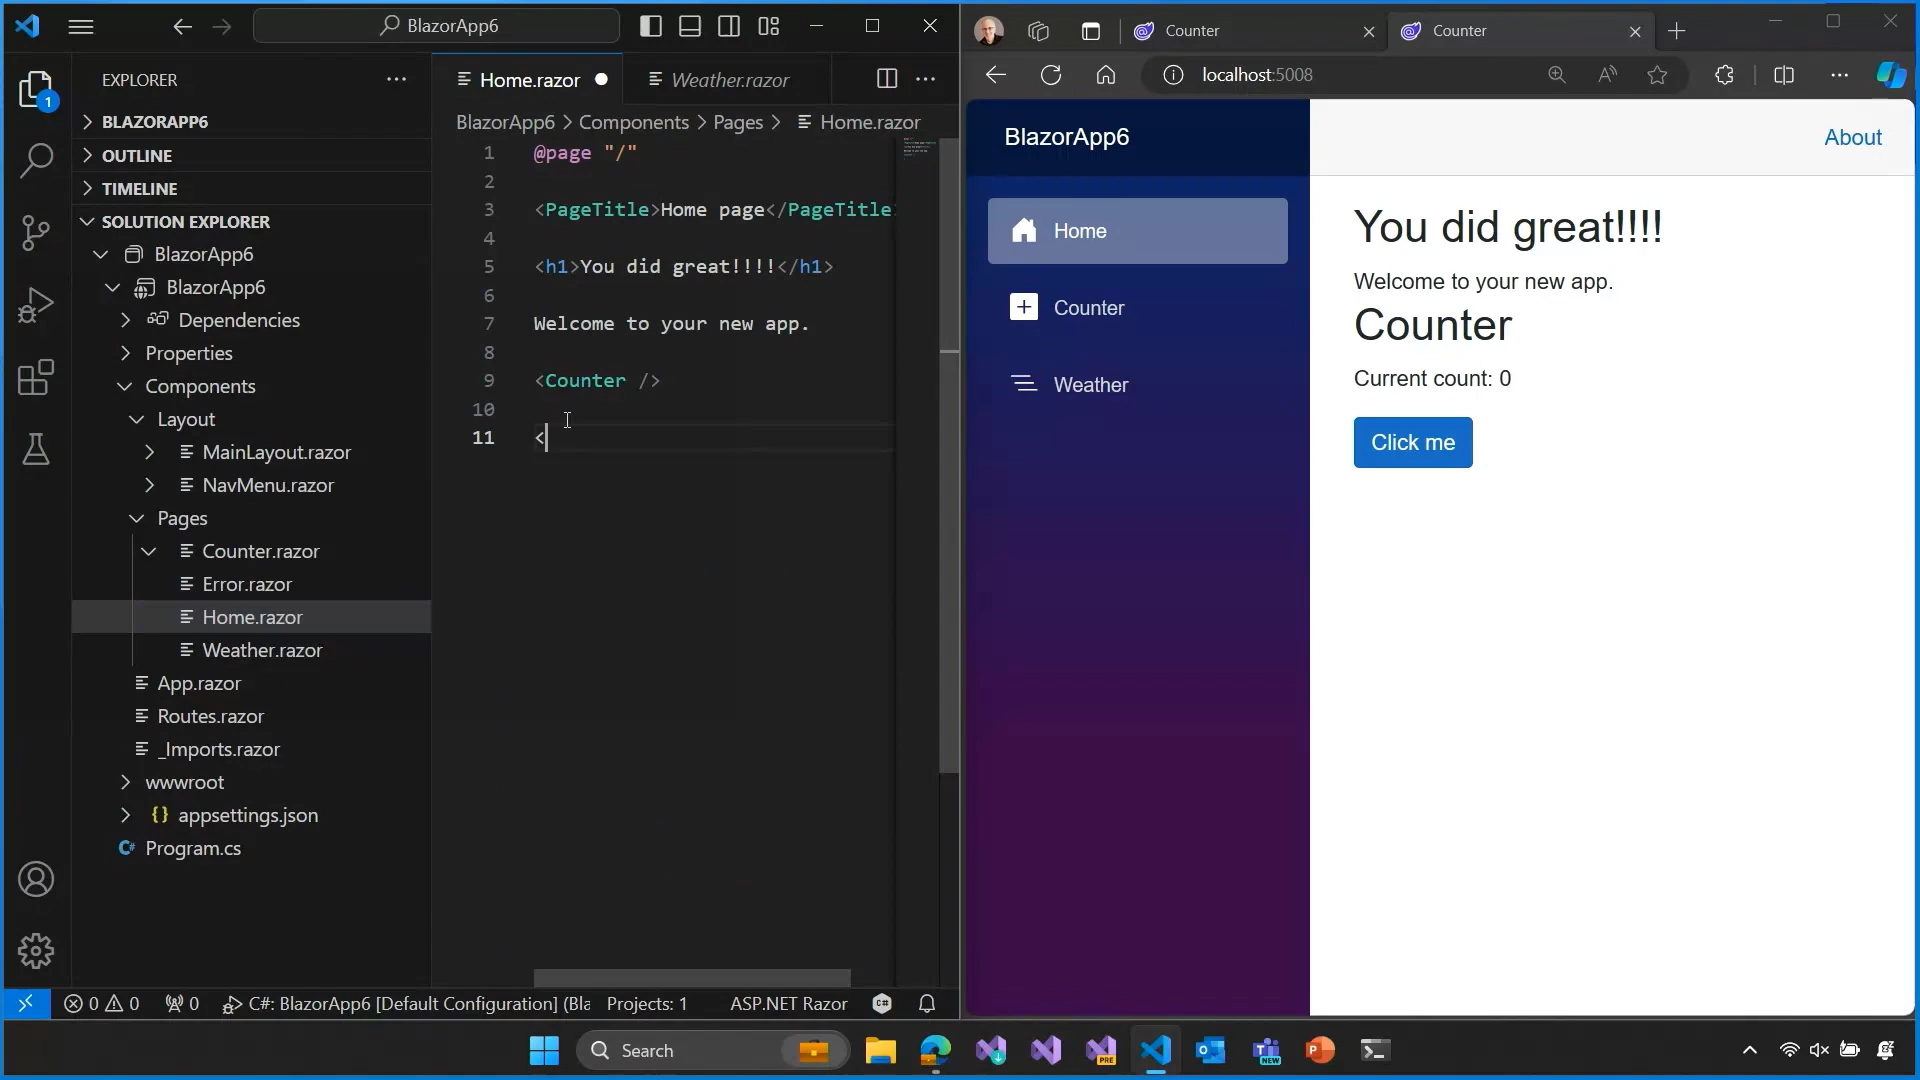 BlazorApp6
EXPLORER
BLAZORAPP6
OUTLINE
TIMELINE
SOLUTION EXPLORER
BlazorApp6
BlazorApp6
Dependencies
Properties
Components
Layout
MainLayout.razor
NavMenu.razor
Pages
Counter.razor
Error.razor
Home.razor
Weather.razor
App.razor
Routes.razor
_Imports.razor
wwwroot
{} appsettings.json
C# Program.cs
1
Home.razor
Weather.razor
BlazorApp6 > Components > Pages > Home.razor
1 @page "/"
2
3 <PageTitle>Home page</PageTitle
4
5 <h1>You did great!!!!</h1>
6
7 Welcome to your new app.
8
9 <Counter />
10
11 <
0 0 0 C#: BlazorApp6 [Default Configuration] (Bla Projects: 1 ASP.NET Razor C#
Counter
Counter
localhost:5008
BlazorApp6
About
Home
Counter
Weather
You did great!!!!
Welcome to your new app.
Counter
Current count: 0
Click me
Search
PRE
NEW